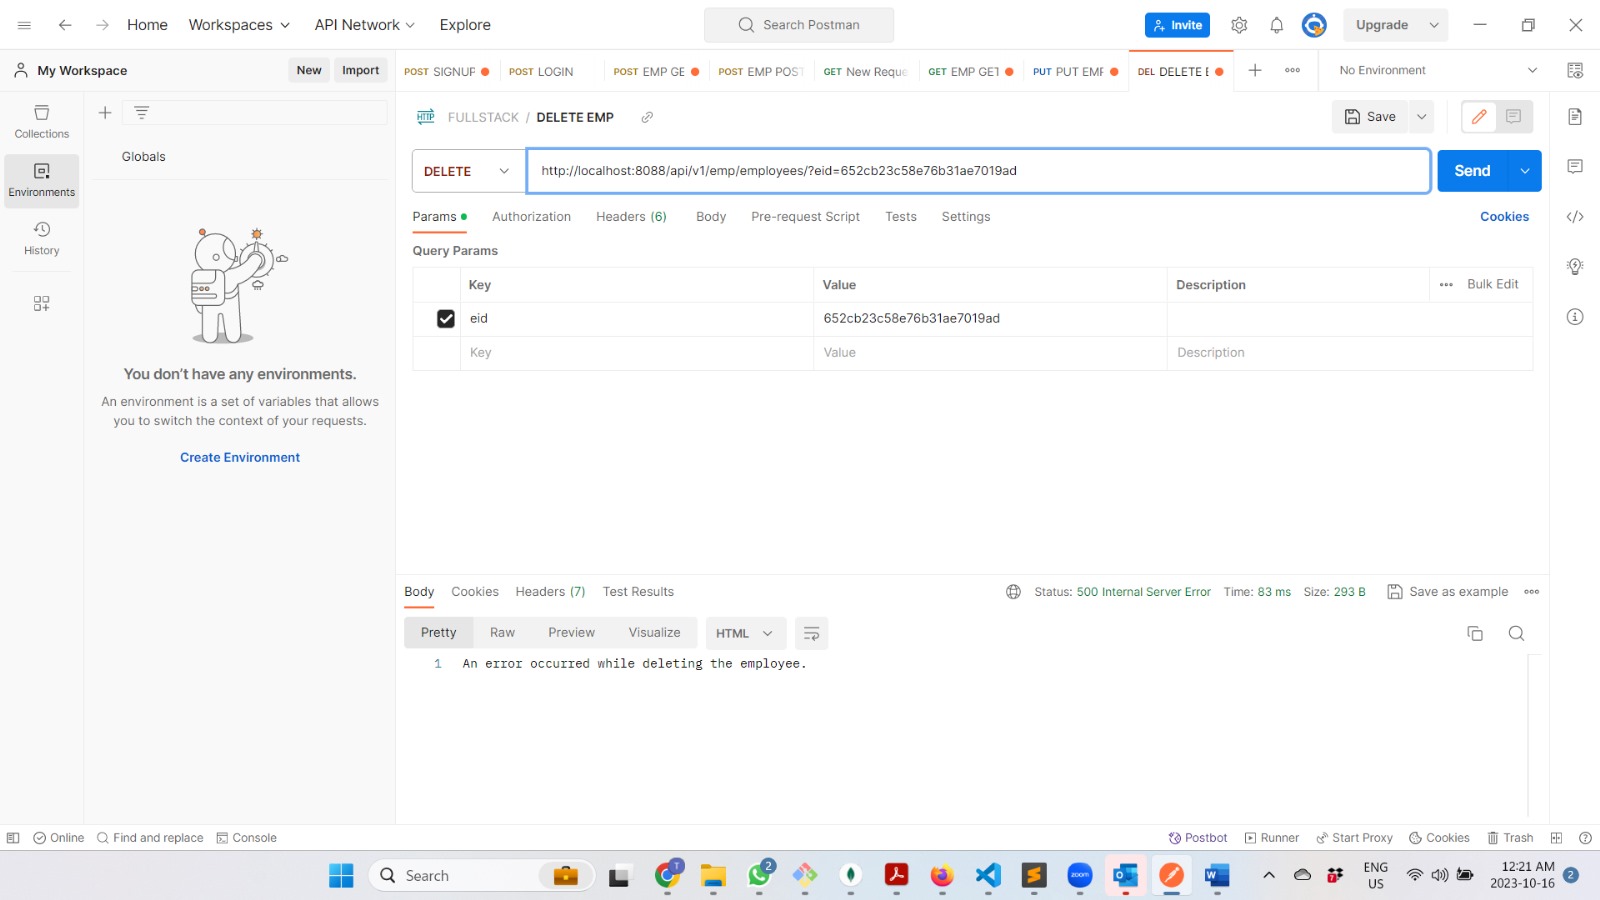 Home Workspaces API Network Explore Search Postman Invite Upgrade
My Workspace New Import POST SIGNUP POST LOGIN POST EMP GE POST EMP POST GET New Reque GET EMP GET PUT PUT EMP DEL DELETE E No Environment
Collections
Environments
History
Globals
HTTP FULLSTACK / DELETE EMP Save
DELETE http://localhost:8088/api/v1/emp/employees/?eid=652cb23c58e76b31ae7019ad Send
Params Authorization Headers (6) Body Pre-request Script Tests Settings Cookies
Query Params
Key Value Description Bulk Edit
eid 652cb23c58e76b31ae7019ad
Key Value Description
You don't have any environments.
An environment is a set of variables that allows
you to switch the context of your requests.
Create Environment
Body Cookies Headers (7) Test Results Status: 500 Internal Server Error Time: 83 ms Size: 293 B Save as example
Pretty Raw Preview Visualize HTML
1 An error occurred while deleting the employee.
Online Find and replace Console Postbot Runner Start Proxy Cookies Trash
Search T 2 zoom ENG
US 12:21 AM
2023-10-16 2